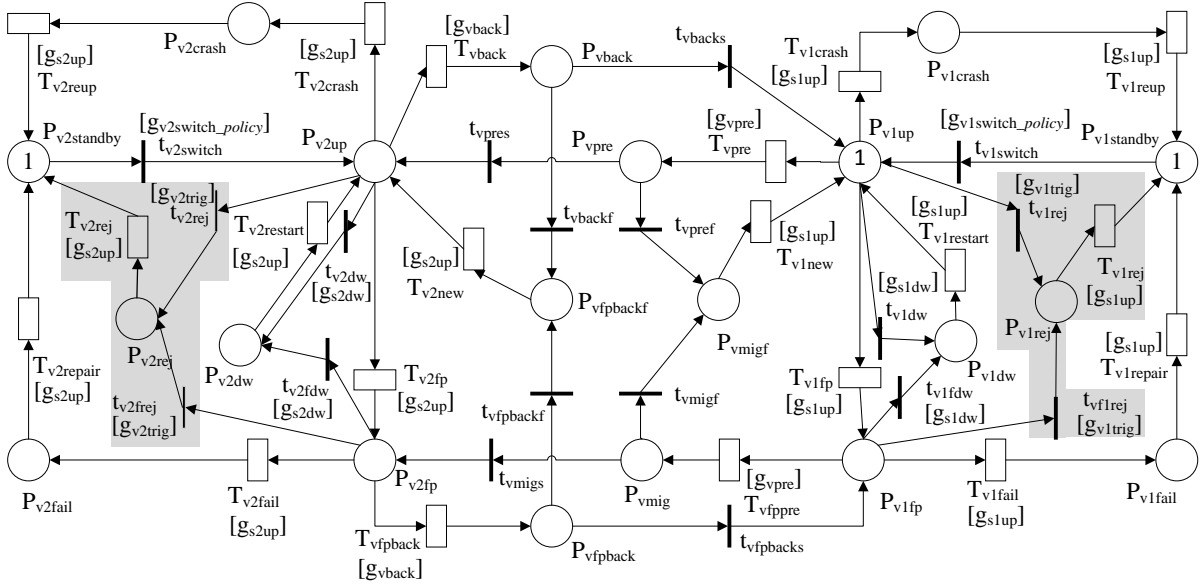 [gs2up]
Tv2reup
Pv2crash
[gs2up]
Tv2crash
[gvback]
Tvback
Pvback
tvbacks
Tv1crash
[gs1up]
Pv1crash
[gs1up]
Tv1reup
Pv2standby
1
[gv2switch_policy]
tv2switch
Pv2up
tvpres
Pvpre
[gvpre]
Tvpre
Pv1up
1
[gv1switch_policy]
tv1switch
Pv1standby
1
[gv2trig]
tv2rej
Tv2rej
[gs2up]
Tv2restart
[gs2up]
tv2dw
[gs2dw]
[gs2up]
Tv2new
tvbackf
tvpref
[gs1up]
Tv1new
[gs1up]
Tv1restart
[gv1trig]
tv1rej
Tv1rej
[gs1up]
Pvfpbackf
Pvmigf
[gs1dw]
tv1dw
Pv1rej
Pv2rej
Pv2dw
Pv1dw
Tv2repair
[gs2up]
tv2fdw
[gs2dw]
Tv2fp
[gs2up]
Tv1fp
[gs1up]
tv1fdw
[gs1dw]
[gs1up]
Tv1repair
tv2frej
[gv2trig]
tvfpbackf
tvmigf
tvf1rej
[gv1trig]
Pv2fail
Tv2fail
[gs2up]
Pv2fp
tvmigs
Pvmig
[gvpre]
Tvfppre
Pv1fp
Tv1fail
[gs1up]
Pv1fail
Tvfpback
[gvback]
Pvfpback
tvfpbacks